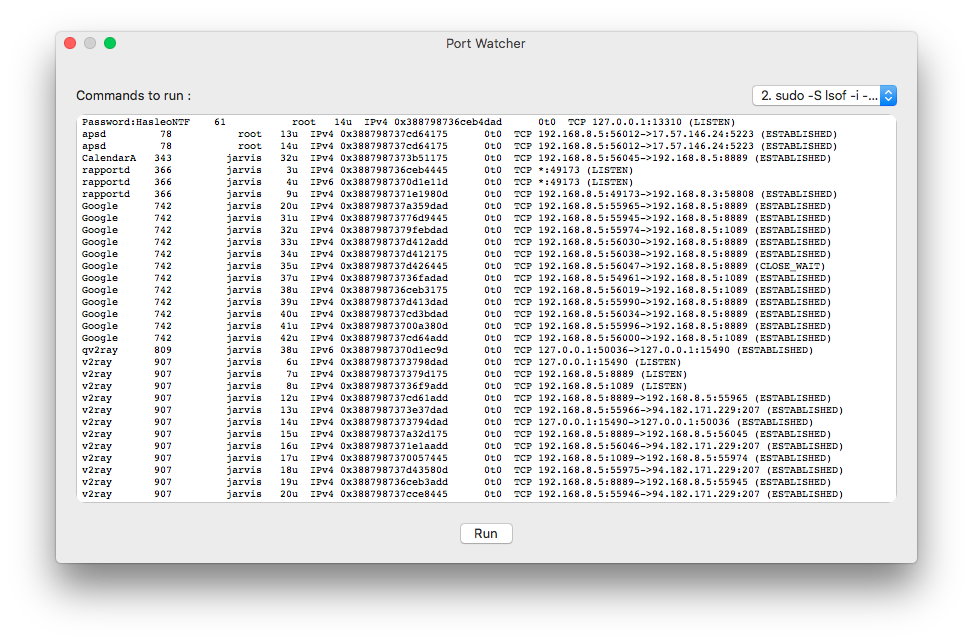 Port Watcher
Commands to run :
2. sudo -S lsof -i -...
Password:HasleoNTF 61 root 14u IPv4 0x388798736ceb4dad 0t0 TCP 127.0.0.1:13310 (LISTEN)
apsd 78 root 13u IPv4 0x388798737cd64175 0t0 TCP 192.168.8.5:56012->17.57.146.24:5223 (ESTABLISHED)
apsd 78 root 14u IPv4 0x388798737cd64175 0t0 TCP 192.168.8.5:56012->17.57.146.24:5223 (ESTABLISHED)
CalendarA 343 jarvis 32u IPv4 0x388798737373b51175 0t0 TCP 192.168.8.5:56045->192.168.8.5:8889 (ESTABLISHED)
rapportd 366 jarvis 3u IPv4 0x388798736ceb4445 0t0 TCP *:49173 (LISTEN)
rapportd 366 jarvis 4u IPv6 0x3887987370d1e11d 0t0 TCP *:49173 (LISTEN)
rapportd 366 jarvis 9u IPv4 0x3887987371e1980d 0t0 TCP 192.168.8.5:49173->192.168.8.3:58808 (ESTABLISHED)
Google 742 jarvis 20u IPv4 0x388798737a359dad 0t0 TCP 192.168.8.5:55965->192.168.8.5:8889 (ESTABLISHED)
Google 742 jarvis 31u IPv4 0x38879873776d9445 0t0 TCP 192.168.8.5:55945->192.168.8.5:8889 (ESTABLISHED)
Google 742 jarvis 32u IPv4 0x3887987379febdad 0t0 TCP 192.168.8.5:55974->192.168.8.5:1089 (ESTABLISHED)
Google 742 jarvis 33u IPv4 0x388798737d412add 0t0 TCP 192.168.8.5:56030->192.168.8.5:8889 (ESTABLISHED)
Google 742 jarvis 34u IPv4 0x388798737d412175 0t0 TCP 192.168.8.5:56038->192.168.8.5:8889 (ESTABLISHED)
Google 742 jarvis 35u IPv4 0x388798737d426445 0t0 TCP 192.168.8.5:56047->192.168.8.5:8889 (CLOSE_WAIT)
Google 742 jarvis 37u IPv4 0x3887987373​6fadad 0t0 TCP 192.168.8.5:54961->192.168.8.5:1089 (ESTABLISHED)
Google 742 jarvis 38u IPv4 0x388798736ceb3175 0t0 TCP 192.168.8.5:56019->192.168.8.5:1089 (ESTABLISHED)
Google 742 jarvis 39u IPv4 0x388798737d413dad 0t0 TCP 192.168.8.5:55990->192.168.8.5:8889 (ESTABLISHED)
Google 742 jarvis 40u IPv4 0x388798737cd3bdad 0t0 TCP 192.168.8.5:56034->192.168.8.5:8889 (ESTABLISHED)
Google 742 jarvis 41u IPv4 0x38879873700a380d 0t0 TCP 192.168.8.5:55996->192.168.8.5:8889 (ESTABLISHED)
Google 742 jarvis 42u IPv4 0x388798737cd64add 0t0 TCP 192.168.8.5:56000->192.168.8.5:1089 (ESTABLISHED)
qv2ray 809 jarvis 38u IPv6 0x3887987370d1ec9d 0t0 TCP 127.0.0.1:50036->127.0.0.1:15490 (ESTABLISHED)
v2ray 907 jarvis 6u IPv4 0x3887987373798dad 0t0 TCP 127.0.0.1:15490 (LISTEN)
v2ray 907 jarvis 7u IPv4 0x388798737379d175 0t0 TCP 192.168.8.5:8889 (LISTEN)
v2ray 907 jarvis 8u IPv4 0x38879873736f9add 0t0 TCP 192.168.8.5:1089 (LISTEN)
v2ray 907 jarvis 12u IPv4 0x388798737cd61add 0t0 TCP 192.168.8.5:8889->192.168.8.5:55965 (ESTABLISHED)
v2ray 907 jarvis 13u IPv4 0x388798737​3e37dad 0t0 TCP 192.168.8.5:55966->94.182.171.229:207 (ESTABLISHED)
v2ray 907 jarvis 14u IPv4 0x3887987373794dad 0t0 TCP 127.0.0.1:15490->127.0.0.1:50036 (ESTABLISHED)
v2ray 907 jarvis 15u IPv4 0x388798737a32d175 0t0 TCP 192.168.8.5:8889->192.168.8.5:56045 (ESTABLISHED)
v2ray 907 jarvis 16u IPv4 0x388798737​1e1aadd 0t0 TCP 192.168.8.5:56046->94.182.171.229:207 (ESTABLISHED)
v2ray 907 jarvis 17u IPv4 0x3887987370057445 0t0 TCP 192.168.8.5:1089->192.168.8.5:55974 (ESTABLISHED)
v2ray 907 jarvis 18u IPv4 0x388798737d43580d 0t0 TCP 192.168.8.5:55975->94.182.171.229:207 (ESTABLISHED)
v2ray 907 jarvis 19u IPv4 0x388798736ceb3add 0t0 TCP 192.168.8.5:8889->192.168.8.5:55945 (ESTABLISHED)
v2ray 907 jarvis 20u IPv4 0x388798737cce8445 0t0 TCP 192.168.8.5:55946->94.182.171.229:207 (ESTABLISHED)
Run